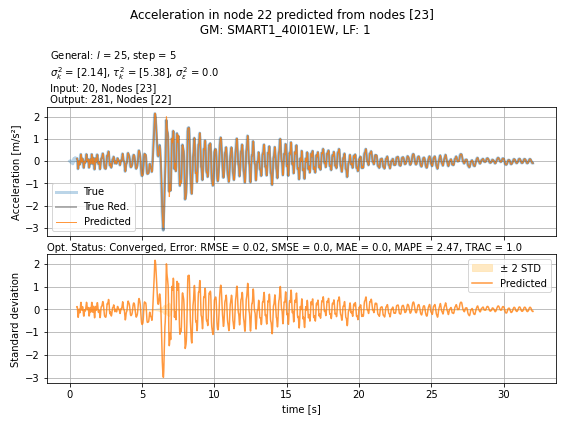 Acceleration in node 22 predicted from nodes [23]
GM: SMART1_40I01EW, LF: 1
General: l = 25, step = 5
σ²ₖ = [2.14], τ²ₖ = [5.38], σ²ε = 0.0
Input: 20, Nodes [23]
Output: 281, Nodes [22]
Acceleration [m/s²]
2
1
0
−1
−2
−3
True
True Red.
Predicted
Opt. Status: Converged, Error: RMSE = 0.02, SMSE = 0.0, MAE = 0.0, MAPE = 2.47, TRAC = 1.0
Standard deviation
2
1
0
−1
−2
−3
± 2 STD
Predicted
0 5 10 15 20 25 30
time [s]